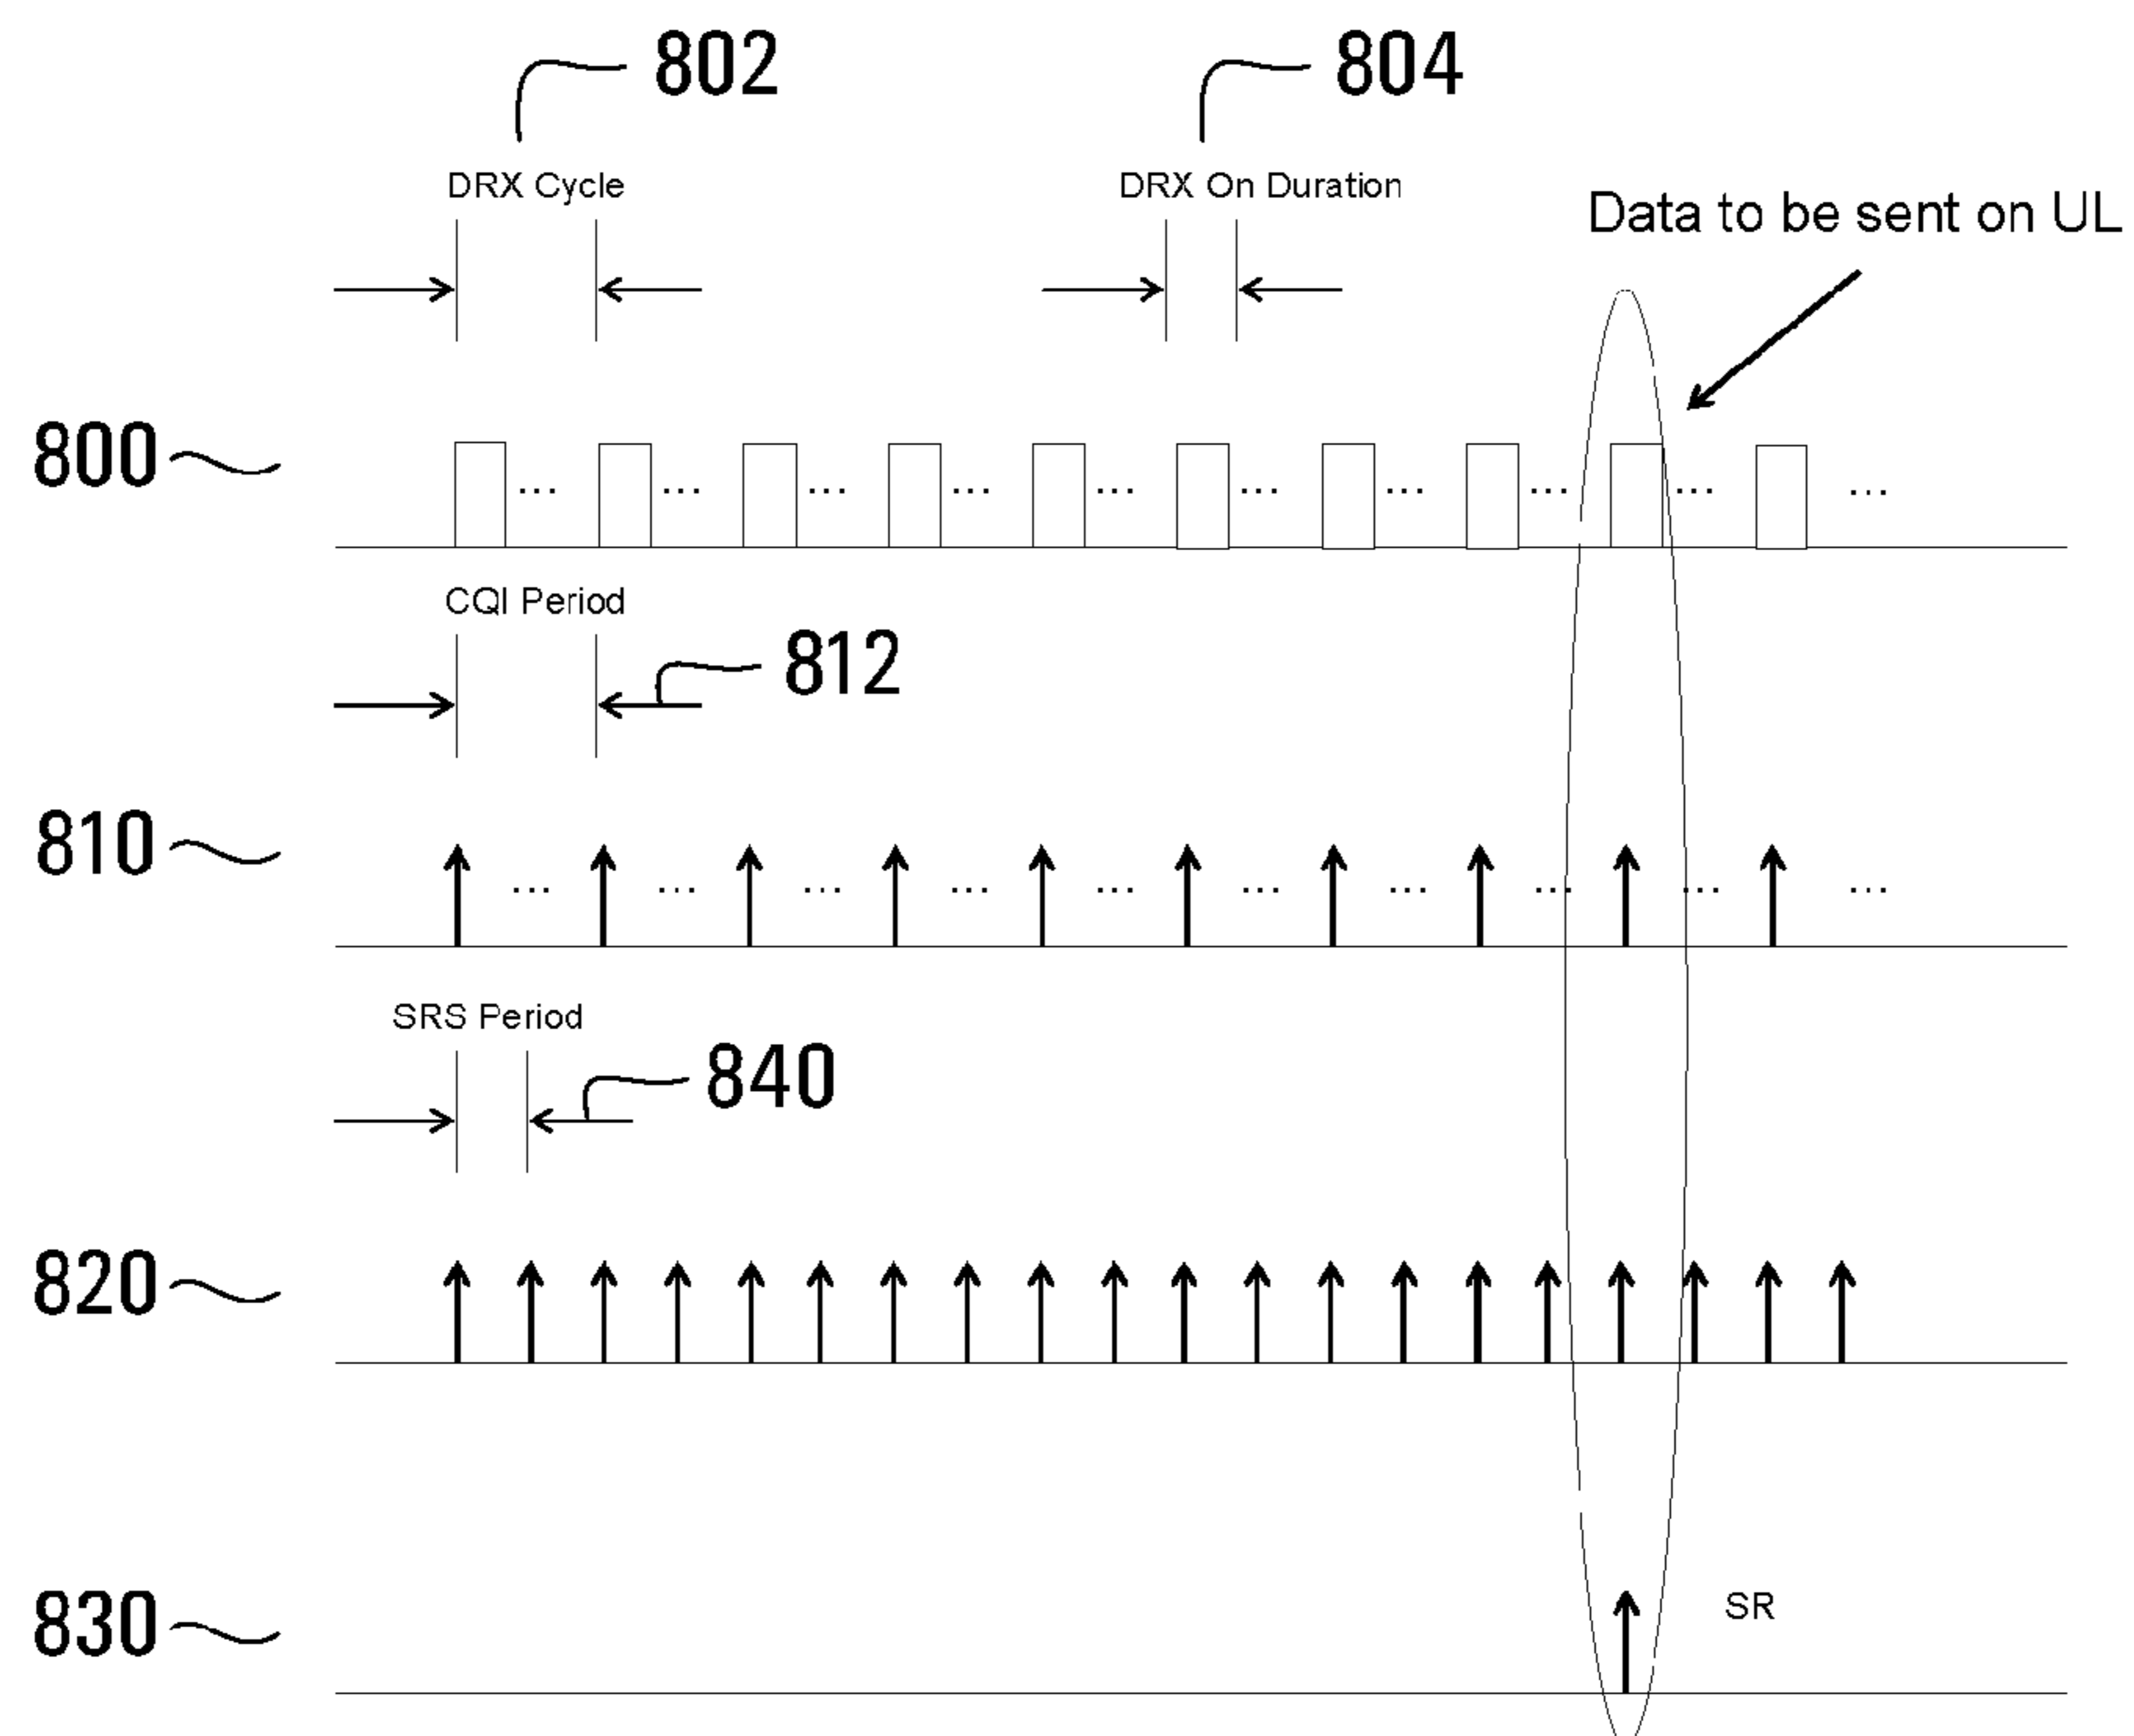 802
804
DRX Cycle
DRX On Duration
Data to be sent on UL
800
... ... ... ... ... ... ... ... ... ...
CQI Period
812
810
... ... ... ... ... ... ... ... ... ...
SRS Period
840
820
830
SR